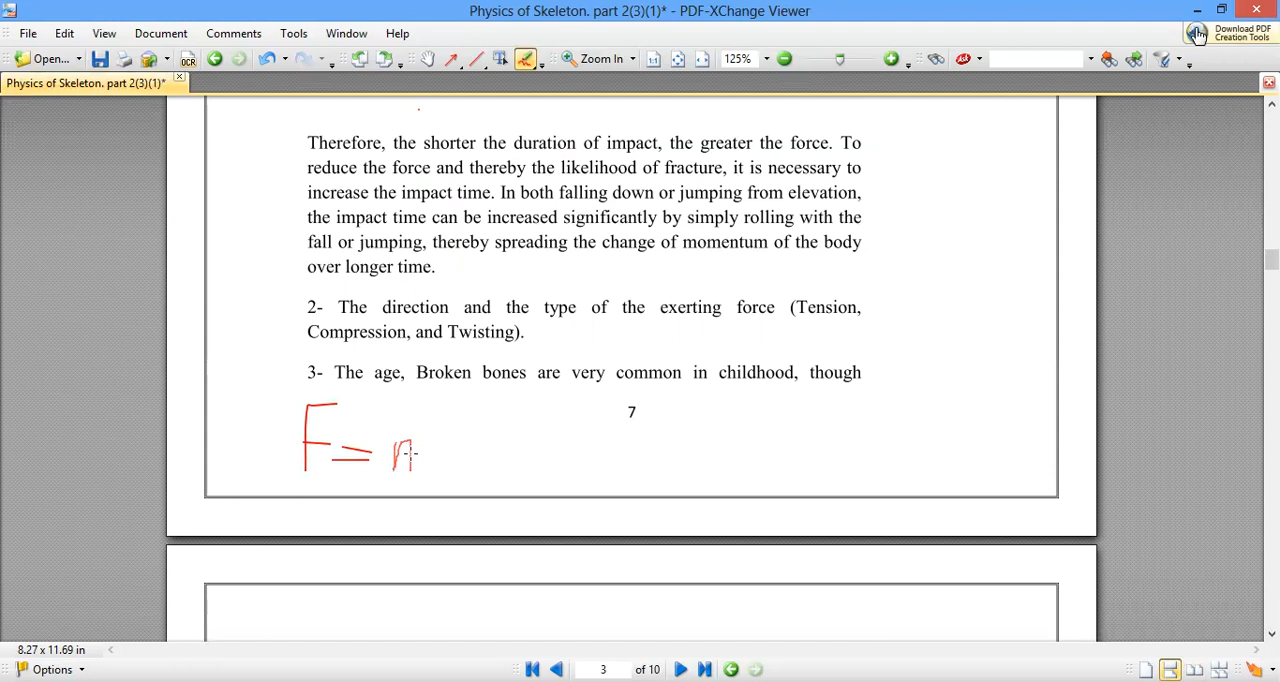 Physics of Skeleton. part 2(3)(1)* - PDF-XChange Viewer
File Edit View Document Comments Tools Window Help
Download PDF
Creation Tools
Open... OCR Zoom In 125%
Physics of Skeleton. part 2(3)(1)*
Therefore, the shorter the duration of impact, the greater the force. To
reduce the force and thereby the likelihood of fracture, it is necessary to
increase the impact time. In both falling down or jumping from elevation,
the impact time can be increased significantly by simply rolling with the
fall or jumping, thereby spreading the change of momentum of the body
over longer time.
2- The direction and the type of the exerting force (Tension,
Compression, and Twisting).
3- The age, Broken bones are very common in childhood, though
7
F =
8.27 x 11.69 in
Options 3 of 10